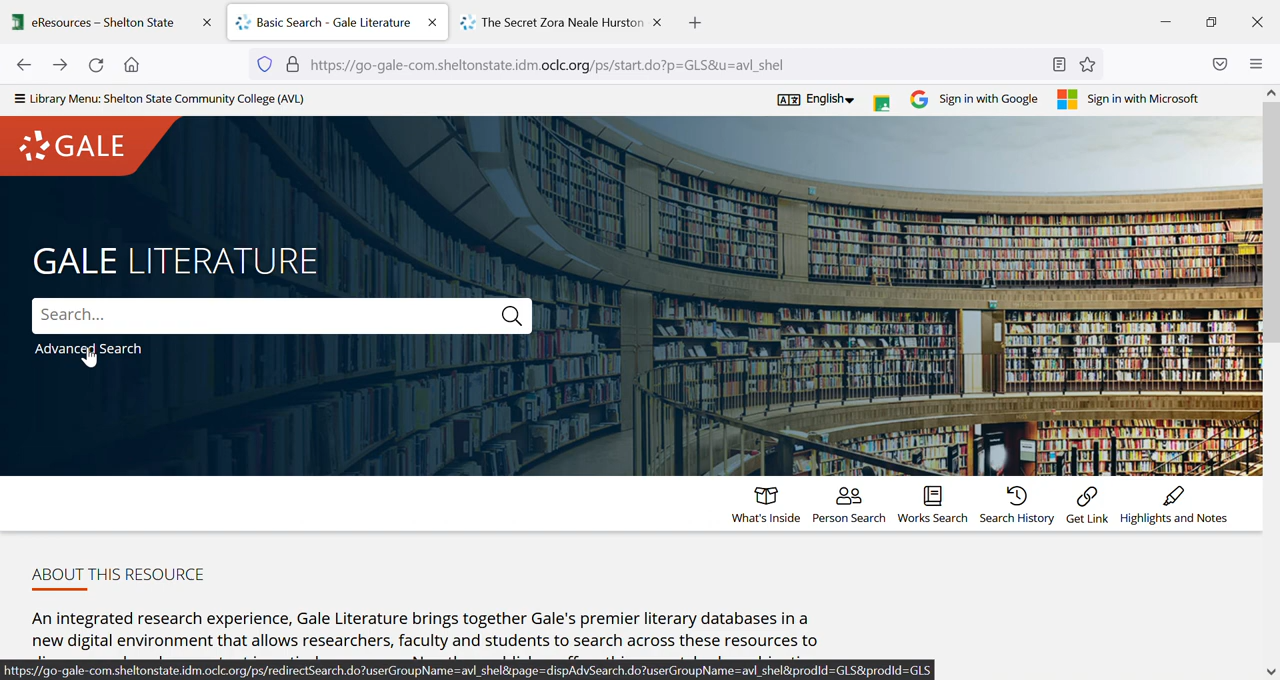 eResources – Shelton State
Basic Search - Gale Literature
The Secret Zora Neale Hurston
https://go-gale-com.sheltonstate.idm.oclc.org/ps/start.do?p=GLS&u=avl_shel
Library Menu: Shelton State Community College (AVL)
English
Sign in with Google
Sign in with Microsoft
GALE
GALE LITERATURE
Search...
Advanced Search
What's Inside
Person Search
Works Search
Search History
Get Link
Highlights and Notes
ABOUT THIS RESOURCE
An integrated research experience, Gale Literature brings together Gale's premier literary databases in a
new digital environment that allows researchers, faculty and students to search across these resources to
https://go-gale-com.sheltonstate.idm.oclc.org/ps/redirectSearch.do?userGroupName=avl_shel&page=dispAdvSearch.do?userGroupName=avl_shel&prodId=GLS&prodId=GLS